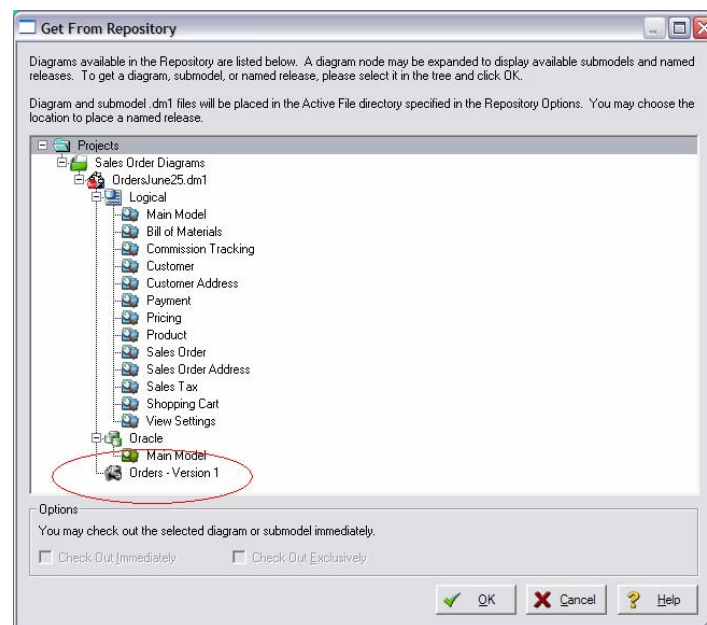 Get From Repository
Diagrams available in the Repository are listed below. A diagram node may be expanded to display available submodels and named
releases. To get a diagram, submodel, or named release, please select it in the tree and click OK.
Diagram and submodel .dm1 files will be placed in the Active File directory specified in the Repository Options. You may choose the
location to place a named release.
Projects
Sales Order Diagrams
OrdersJune25.dm1
Logical
Main Model
Bill of Materials
Commission Tracking
Customer
Customer Address
Payment
Pricing
Product
Sales Order
Sales Order Address
Sales Tax
Shopping Cart
View Settings
Oracle
Main Model
Orders - Version 1
Options
You may check out the selected diagram or submodel immediately.
Check Out Immediately Check Out Exclusively
OK Cancel Help